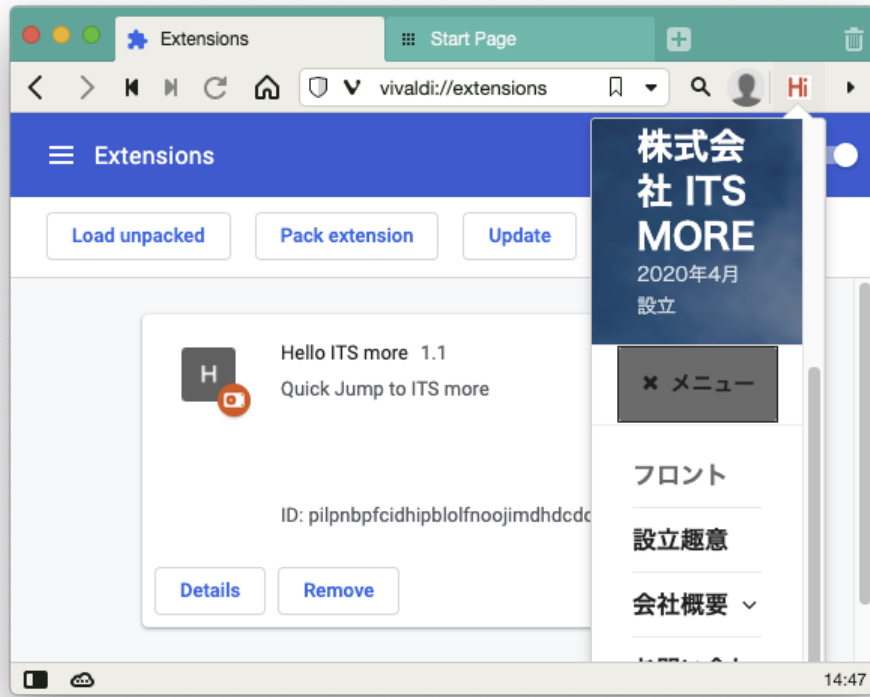 Extensions
Start Page
vivaldi://extensions
Hi
Extensions
Load unpacked
Pack extension
Update
H
Hello ITS more 1.1
Quick Jump to ITS more
ID: pilpnbpfcidhipblolfnoojimdhdcdc
Details
Remove
株式会
社 ITS
MORE
2020年4月
設立
× メニュー
フロント
設立趣意
会社概要
14:47